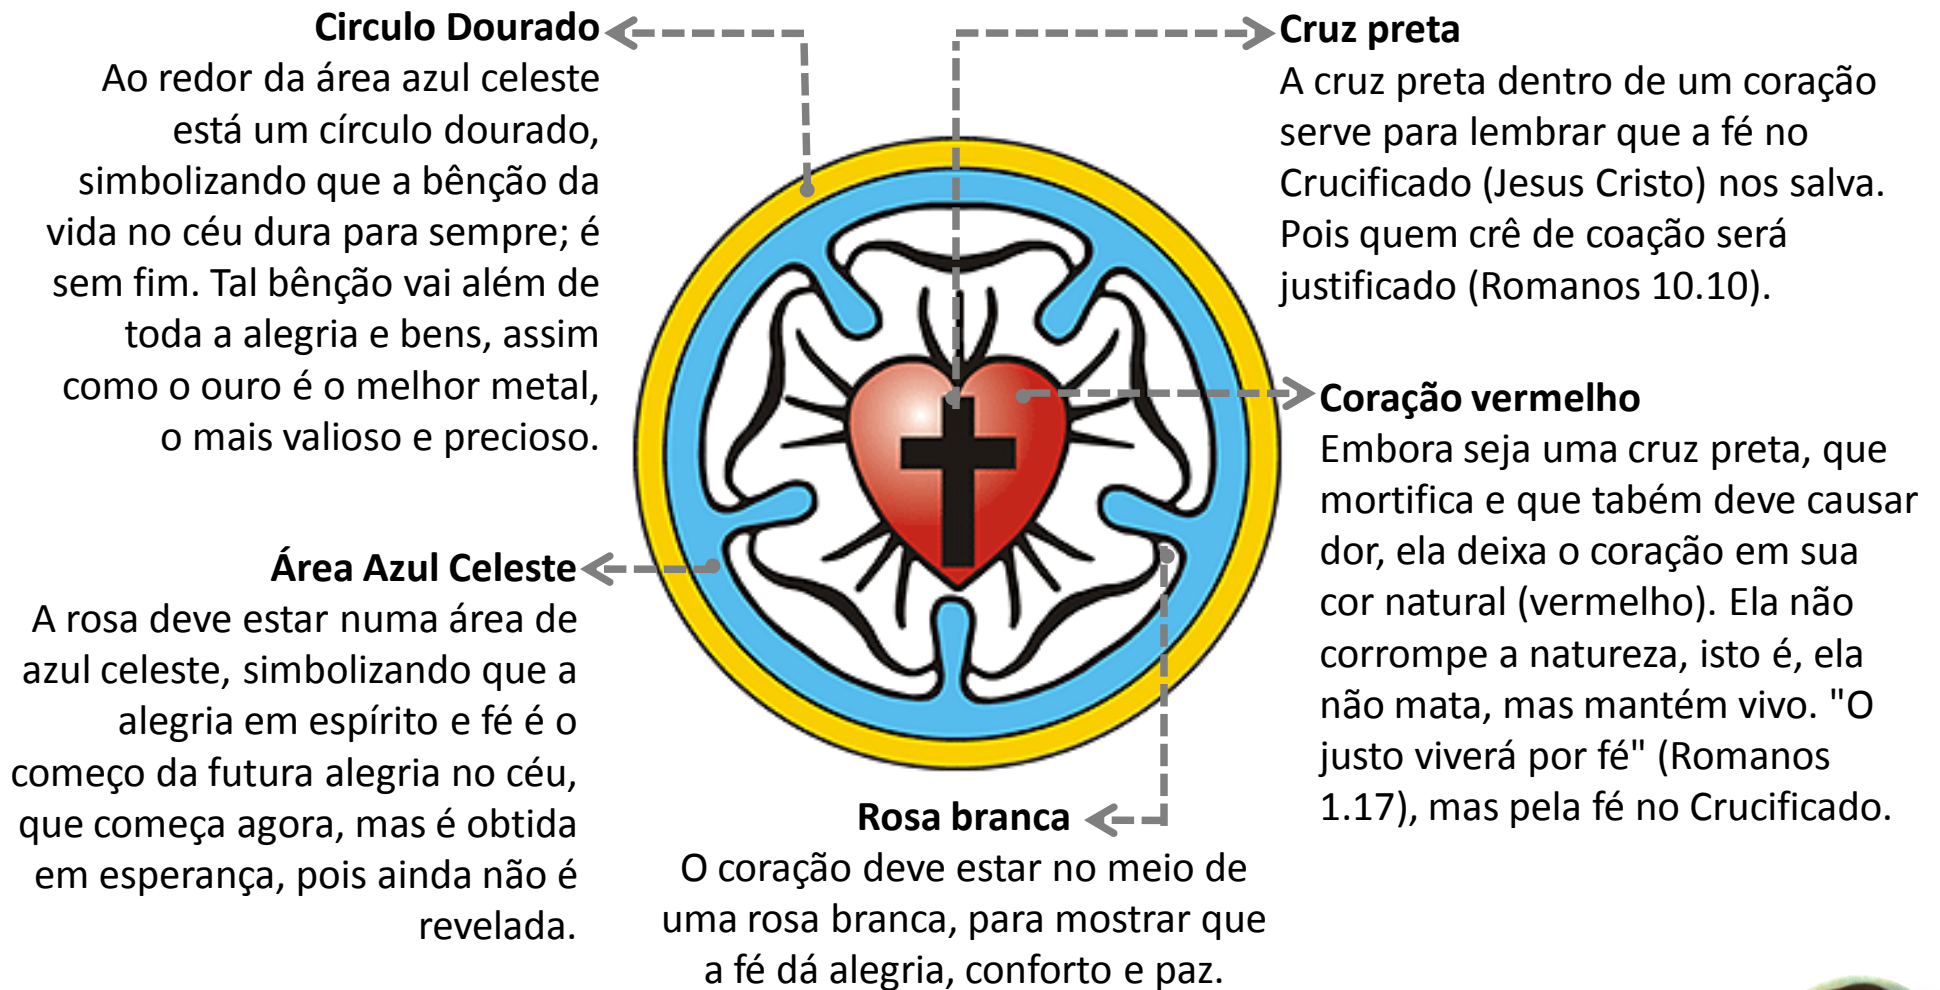 Circulo Dourado
Ao redor da área azul celeste
está um círculo dourado,
simbolizando que a bênção da
vida no céu dura para sempre; é
sem fim. Tal bênção vai além de
toda a alegria e bens, assim
como o ouro é o melhor metal,
o mais valioso e precioso.
Área Azul Celeste
A rosa deve estar numa área de
azul celeste, simbolizando que a
alegria em espírito e fé é o
começo da futura alegria no céu,
que começa agora, mas é obtida
em esperança, pois ainda não é
revelada.
Rosa branca
O coração deve estar no meio de
uma rosa branca, para mostrar que
a fé dá alegria, conforto e paz.
Cruz preta
A cruz preta dentro de um coração
serve para lembrar que a fé no
Crucificado (Jesus Cristo) nos salva.
Pois quem crê de coação será
justificado (Romanos 10.10).
Coração vermelho
Embora seja uma cruz preta, que
mortifica e que tabém deve causar
dor, ela deixa o coração em sua
cor natural (vermelho). Ela não
corrompe a natureza, isto é, ela
não mata, mas mantém vivo. "O
justo viverá por fé" (Romanos
1.17), mas pela fé no Crucificado.